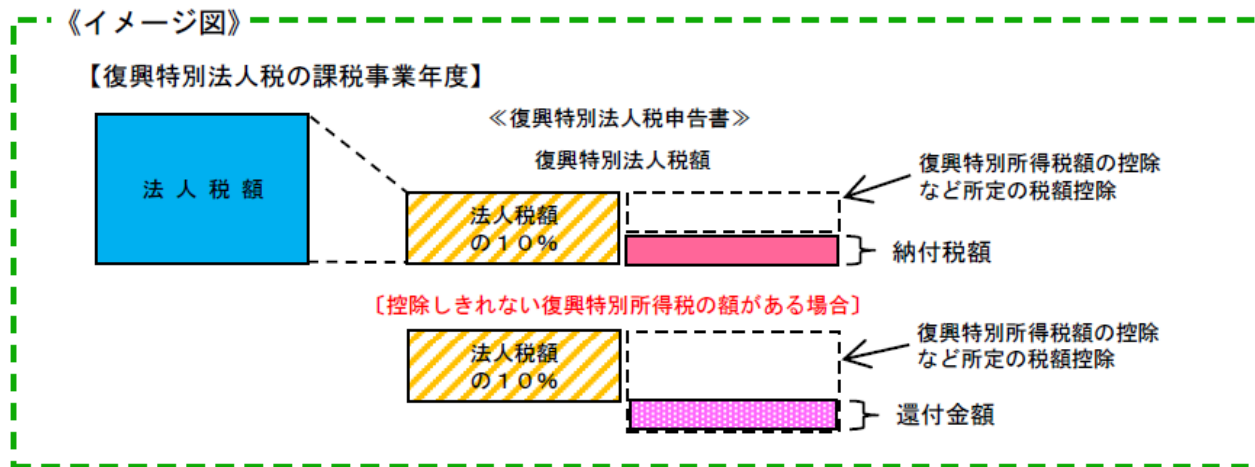 《イメージ図》
【復興特別法人税の課税事業年度】
≪復興特別法人税申告書≫
復興特別法人税額
法 人 税 額
法人税額
の１０％
復興特別所得税額の控除
など所定の税額控除
納付税額
〔控除しきれない復興特別所得税の額がある場合〕
法人税額
の１０％
復興特別所得税額の控除
など所定の税額控除
還付金額